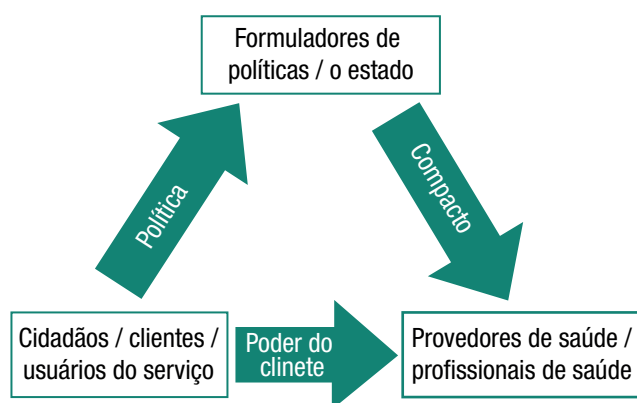 Formuladores de
políticas / o estado
Política
Compacto
Cidadãos / clientes /
usuários do serviço
Poder do
clinete
Provedores de saúde /
profissionais de saúde